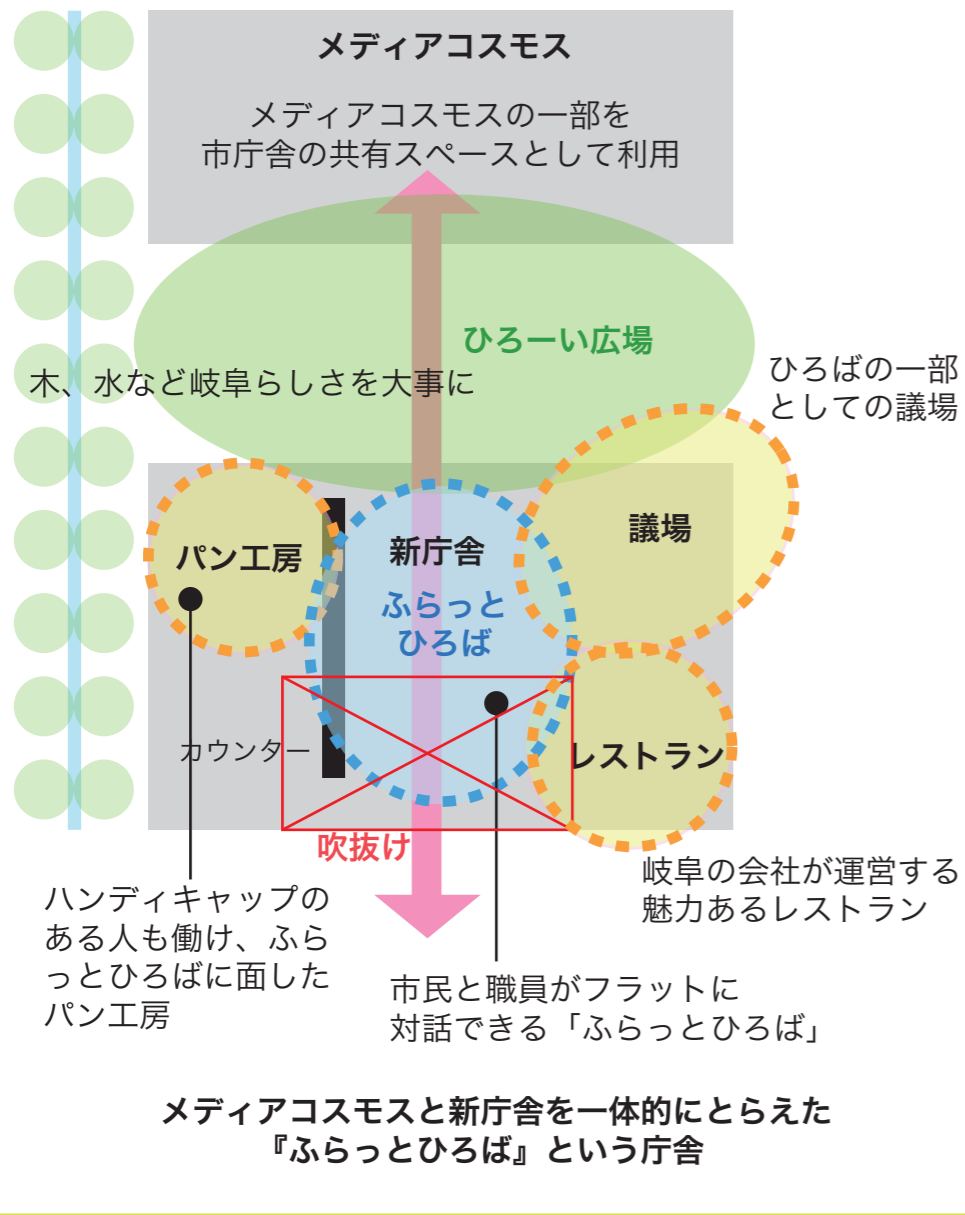 メディアコスモス
メディアコスモスの一部を
市庁舎の共有スペースとして利用
ひろーい広場
木、水など岐阜らしさを大事に
ひろばの一部
としての議場
パン工房
新庁舎
議場
ふらっと
ひろば
カウンター
レストラン
吹抜け
ハンディキャップの
ある人も働け、ふら
っとひろばに面した
パン工房
岐阜の会社が運営する
魅力あるレストラン
市民と職員がフラットに
対話できる「ふらっとひろば」
メディアコスモスと新庁舎を一体的にとらえた
『ふらっとひろば』という庁舎